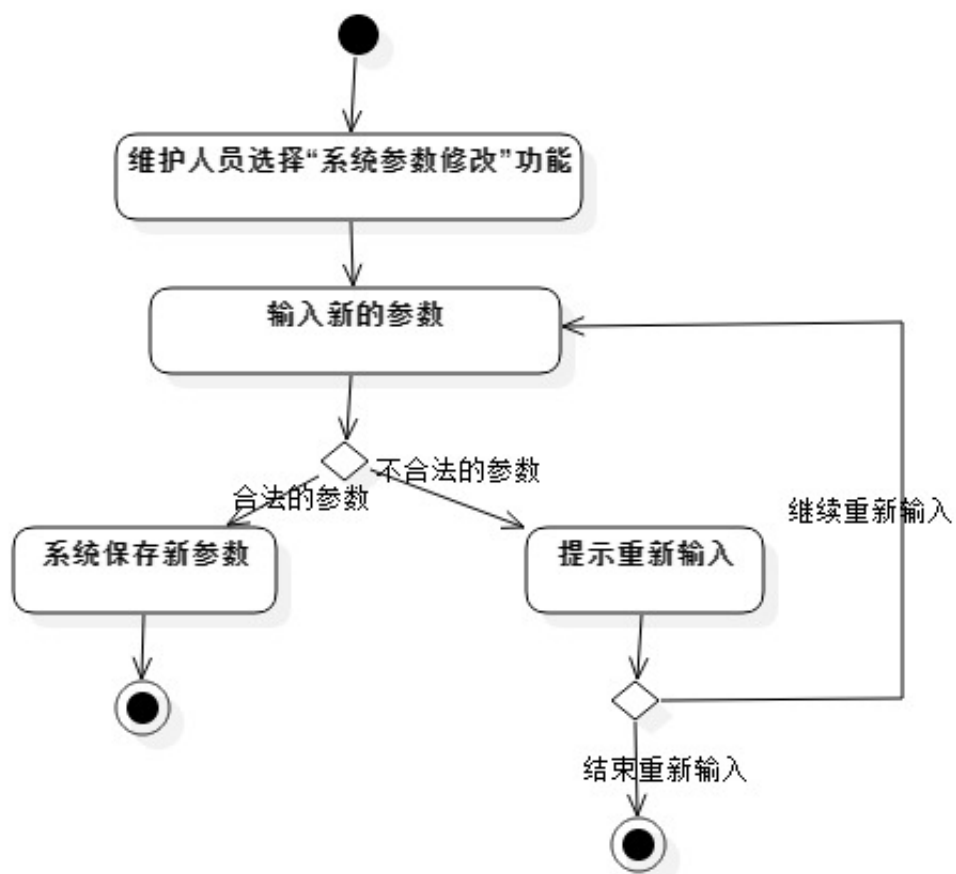 维护人员选择“系统参数修改”功能
输入新的参数
不合法的参数
合法的参数
继续重新输入
系统保存新参数
提示重新输入
结束重新输入